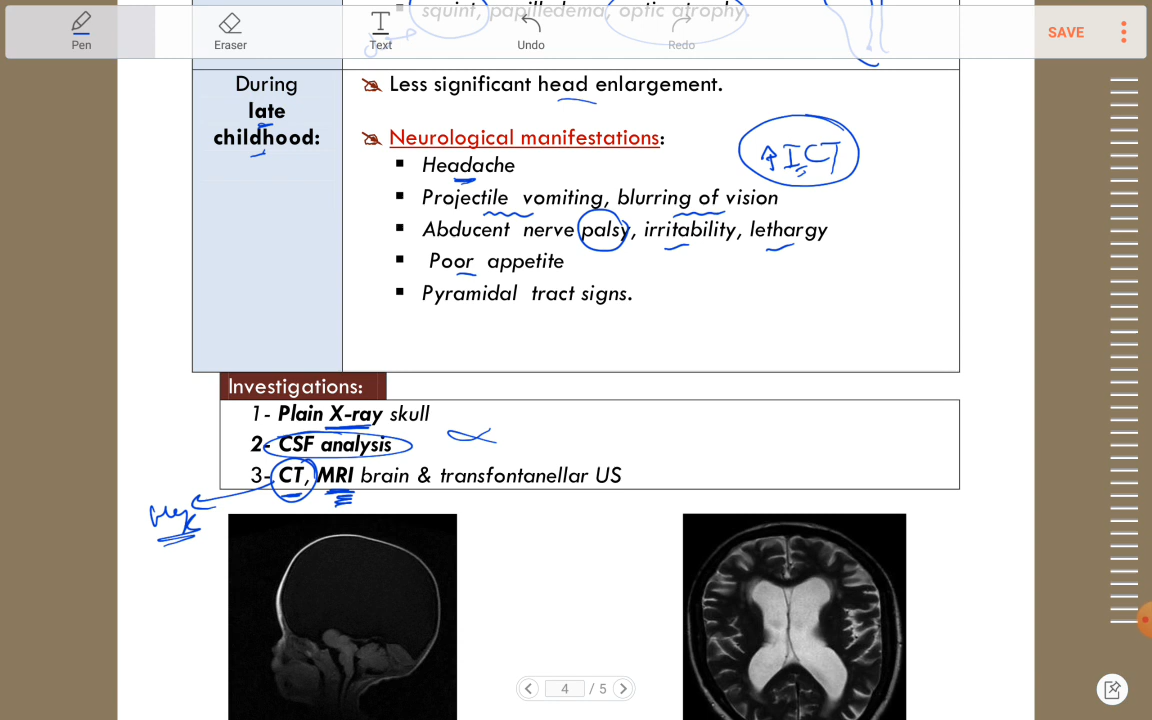 squint, papilledema, optic atrophy.
Pen
Eraser
Text
Undo
Redo
SAVE
During
late
childhood:
Less significant head enlargement.
Neurological manifestations:
↑ ICT
▪ Headache
▪ Projectile vomiting, blurring of vision
▪ Abducent nerve palsy, irritability, lethargy
▪ Poor appetite
▪ Pyramidal tract signs.
Investigations:
1- Plain X-ray skull
2- CSF analysis
3- CT, MRI brain & transfontanellar US
4 / 5